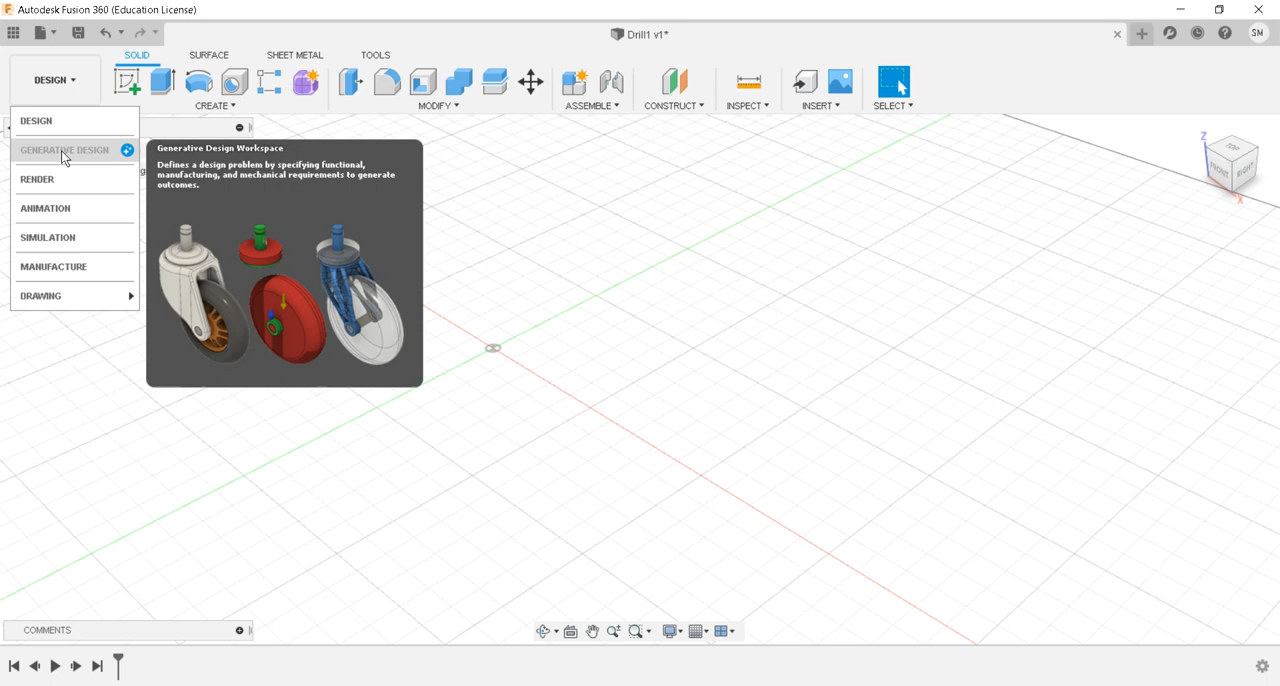 Autodesk Fusion 360 (Education License)
Drill1 v1*
SM
SOLID SURFACE SHEET METAL TOOLS
DESIGN
CREATE MODIFY ASSEMBLE CONSTRUCT INSPECT INSERT SELECT
DESIGN
GENERATIVE DESIGN
RENDER
ANIMATION
SIMULATION
MANUFACTURE
DRAWING
Generative Design Workspace
Defines a design problem by specifying functional,
manufacturing, and mechanical requirements to generate
outcomes.
Z
TOP
FRONT RIGHT
X
COMMENTS